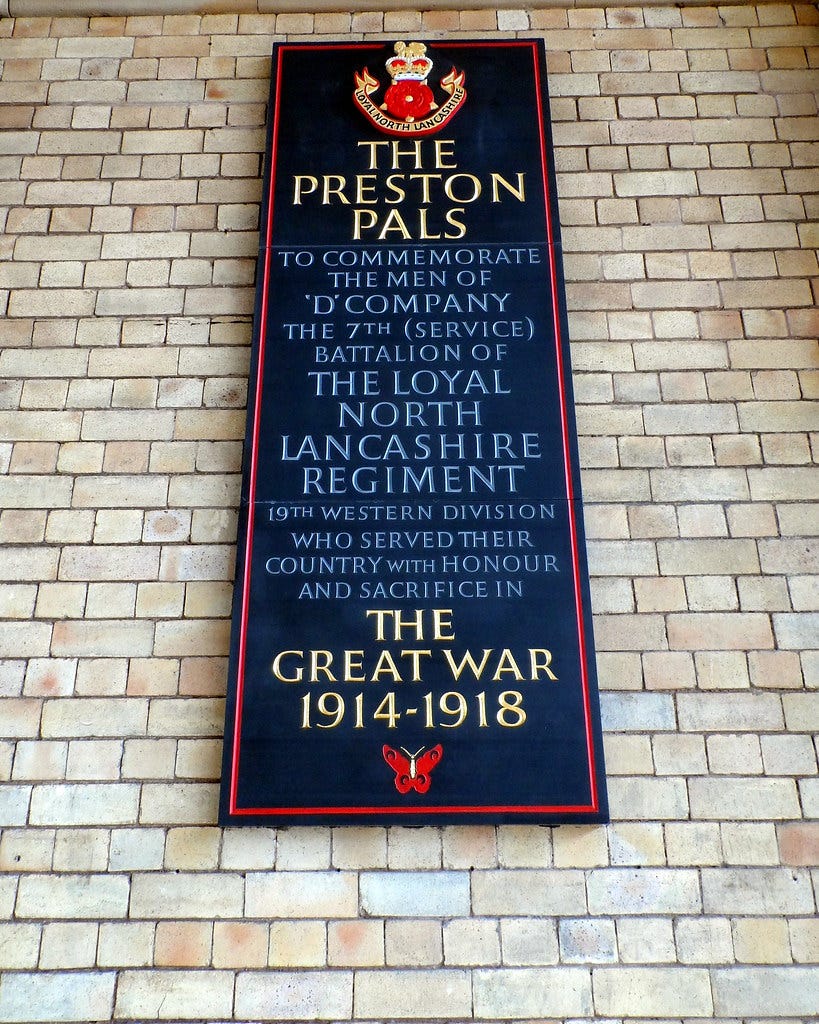 LOYAL NORTH LANCASHIRE
THE
PRESTON
PALS
TO COMMEMORATE
THE MEN OF
'D' COMPANY
THE 7TH (SERVICE)
BATTALION OF
THE LOYAL
NORTH
LANCASHIRE
REGIMENT
19TH WESTERN DIVISION
WHO SERVED THEIR
COUNTRY WITH HONOUR
AND SACRIFICE IN
THE
GREAT WAR
1914-1918